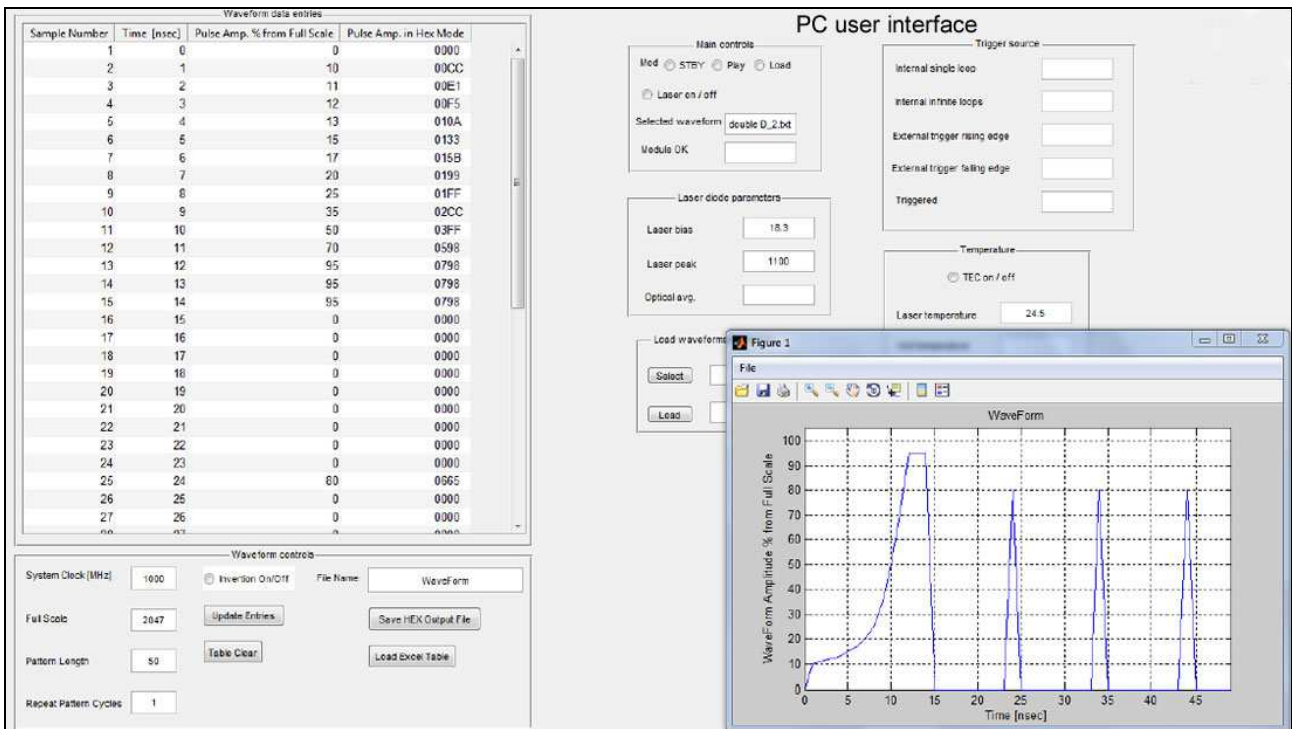 PC user interface
Waveform data entries
Sample Number Time [nsec] Pulse Amp. % from Full Scale Pulse Amp. in Hex Mode
1 0 0 0000
2 1 10 00CC
3 2 11 00E1
4 3 12 00F5
5 4 13 010A
6 5 15 0133
7 6 17 015B
8 7 20 0199
9 8 25 01FF
10 9 35 02CC
11 10 50 03FF
12 11 70 0598
13 12 95 0798
14 13 95 0798
15 14 95 0798
16 15 0 0000
17 16 0 0000
18 17 0 0000
19 18 0 0000
20 19 0 0000
21 20 0 0000
22 21 0 0000
23 22 0 0000
24 23 0 0000
25 24 80 0665
26 25 0 0000
27 26 0 0000
Waveform controls
System Clock [MHz] 1000 Invertion On/Off File Name WaveForm
Full Scale 2047 Update Entries Save HEX Output File
Pattern Length 50 Table Clear Load Excel Table
Repeat Pattern Cycles 1
Main controls
Mod STBY Play Load
Laser on / off
Selected waveform double D_2.txt
Module OK
Laser diode parameters
Laser bias 18.3
Laser peak 1100
Optical avg.
Load waveforms
Select
Load
Trigger source
Internal single loop
Internal infinite loops
External trigger rising edge
External trigger falling edge
Triggered
Temperature
TEC on / off
Laser temperature 24.5
Figure 1
File
WaveForm
WaveForm Amplitude % from Full Scale
100
90
80
70
60
50
40
30
20
10
0
0 5 10 15 20 25 30 35 40 45
Time [nsec]